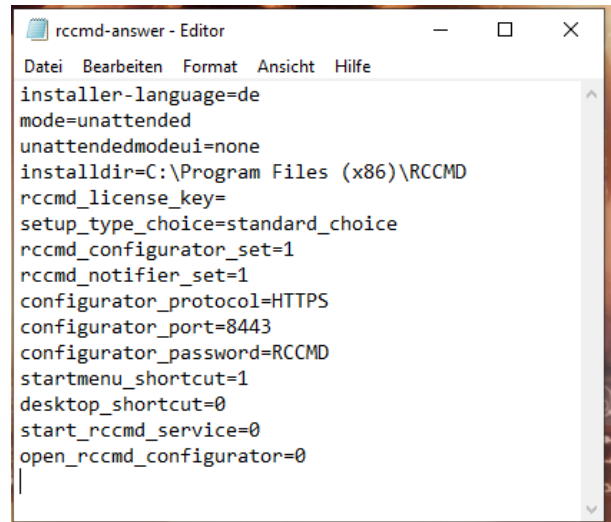 rccmd-answer - Editor
Datei Bearbeiten Format Ansicht Hilfe
installer-language=de
mode=unattended
unattendedmodeui=none
installdir=C:\Program Files (x86)\RCCMD
rccmd_license_key=
setup_type_choice=standard_choice
rccmd_configurator_set=1
rccmd_notifier_set=1
configurator_protocol=HTTPS
configurator_port=8443
configurator_password=RCCMD
startmenu_shortcut=1
desktop_shortcut=0
start_rccmd_service=0
open_rccmd_configurator=0